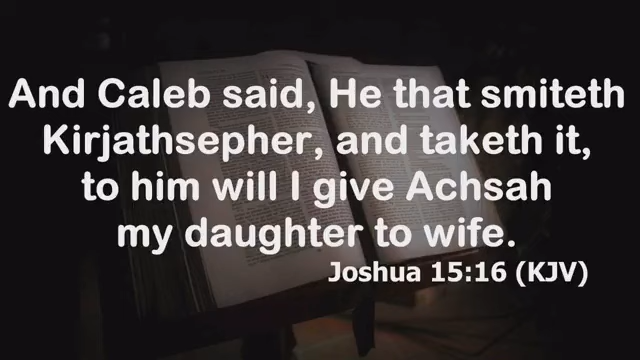 And Caleb said, He that smiteth
Kirjathsepher, and taketh it,
to him will I give Achsah
my daughter to wife.
Joshua 15:16 (KJV)